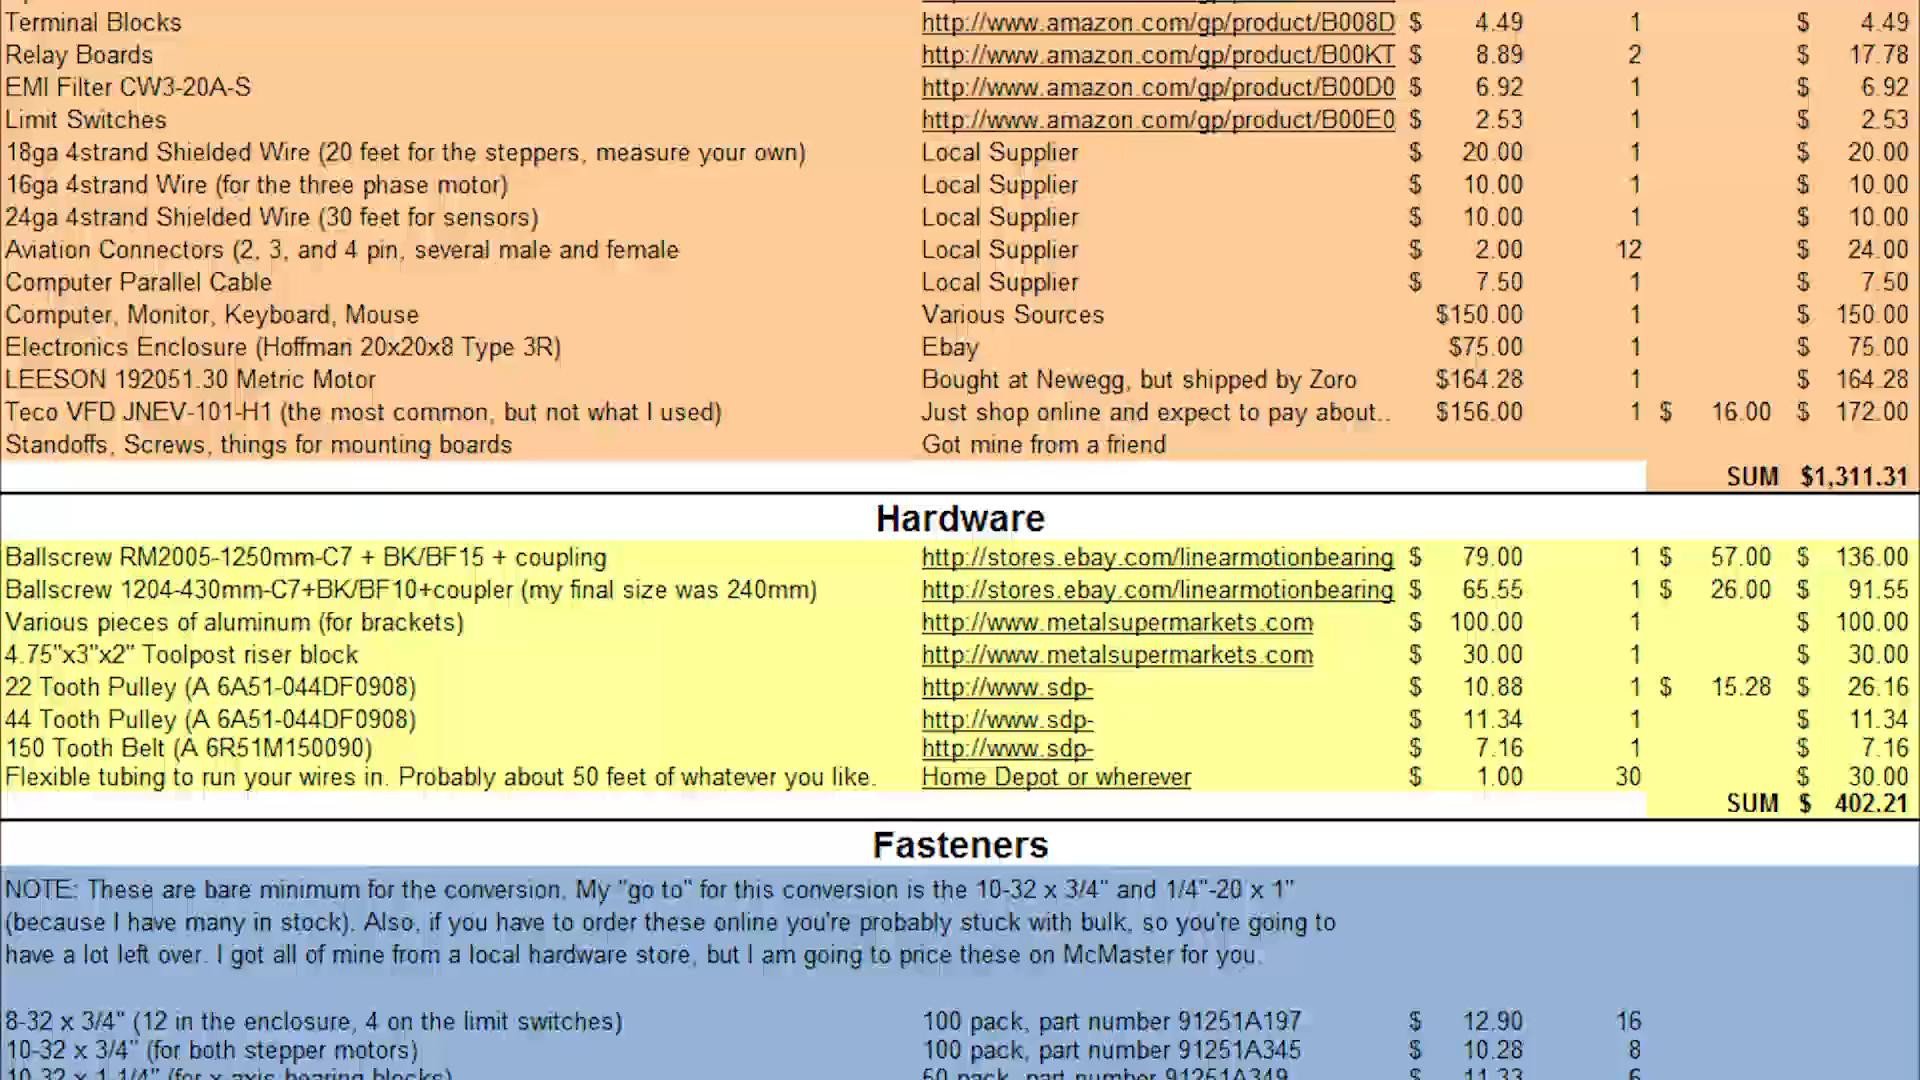 Terminal Blocks http://www.amazon.com/gp/product/B008D $ 4.49 1 $ 4.49
Relay Boards http://www.amazon.com/gp/product/B00KT $ 8.89 2 $ 17.78
EMI Filter CW3-20A-S http://www.amazon.com/gp/product/B00D0 $ 6.92 1 $ 6.92
Limit Switches http://www.amazon.com/gp/product/B00E0 $ 2.53 1 $ 2.53
18ga 4strand Shielded Wire (20 feet for the steppers, measure your own) Local Supplier $ 20.00 1 $ 20.00
16ga 4strand Wire (for the three phase motor) Local Supplier $ 10.00 1 $ 10.00
24ga 4strand Shielded Wire (30 feet for sensors) Local Supplier $ 10.00 1 $ 10.00
Aviation Connectors (2, 3, and 4 pin, several male and female Local Supplier $ 2.00 12 $ 24.00
Computer Parallel Cable Local Supplier $ 7.50 1 $ 7.50
Computer, Monitor, Keyboard, Mouse Various Sources $150.00 1 $ 150.00
Electronics Enclosure (Hoffman 20x20x8 Type 3R) Ebay $75.00 1 $ 75.00
LEESON 192051.30 Metric Motor Bought at Newegg, but shipped by Zoro $164.28 1 $ 164.28
Teco VFD JNEV-101-H1 (the most common, but not what I used) Just shop online and expect to pay about.. $156.00 1 $ 16.00 $ 172.00
Standoffs, Screws, things for mounting boards Got mine from a friend
SUM $1,311.31
Hardware
Ballscrew RM2005-1250mm-C7 + BK/BF15 + coupling http://stores.ebay.com/linearmotionbearing $ 79.00 1 $ 57.00 $ 136.00
Ballscrew 1204-430mm-C7+BK/BF10+coupler (my final size was 240mm) http://stores.ebay.com/linearmotionbearing $ 65.55 1 $ 26.00 $ 91.55
Various pieces of aluminum (for brackets) http://www.metalsupermarkets.com $ 100.00 1 $ 100.00
4.75"x3"x2" Toolpost riser block http://www.metalsupermarkets.com $ 30.00 1 $ 30.00
22 Tooth Pulley (A 6A51-044DF0908) http://www.sdp- $ 10.88 1 $ 15.28 $ 26.16
44 Tooth Pulley (A 6A51-044DF0908) http://www.sdp- $ 11.34 1 $ 11.34
150 Tooth Belt (A 6R51M150090) http://www.sdp- $ 7.16 1 $ 7.16
Flexible tubing to run your wires in. Probably about 50 feet of whatever you like. Home Depot or wherever $ 1.00 30 $ 30.00
SUM $ 402.21
Fasteners
NOTE: These are bare minimum for the conversion. My "go to" for this conversion is the 10-32 x 3/4" and 1/4"-20 x 1"
(because I have many in stock). Also, if you have to order these online you're probably stuck with bulk, so you're going to
have a lot left over. I got all of mine from a local hardware store, but I am going to price these on McMaster for you.
8-32 x 3/4" (12 in the enclosure, 4 on the limit switches) 100 pack, part number 91251A197 $ 12.90 16
10-32 x 3/4" (for both stepper motors) 100 pack, part number 91251A345 $ 10.28 8
10-32 x 1 1/4" (for x axis bearing blocks) 50 pack, part number 91251A349 $ 11.33 6